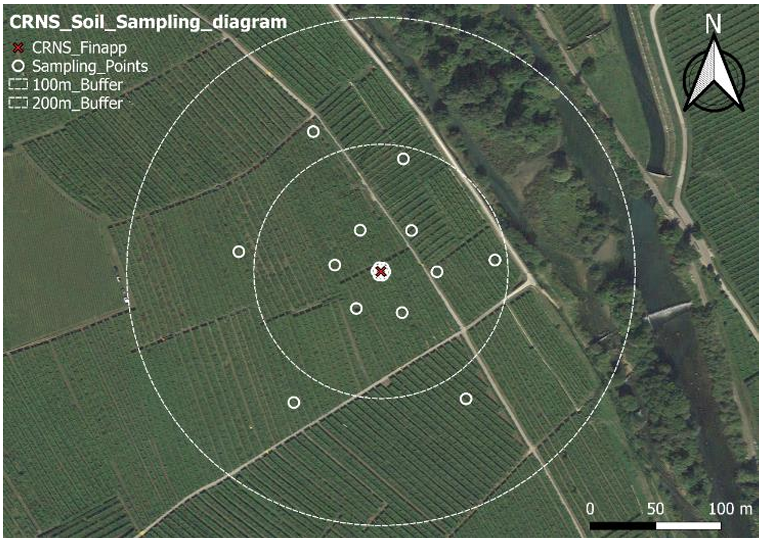 CRNS_Soil_Sampling_diagram
CRNS_Finapp
Sampling_Points
100m_Buffer
200m_Buffer
N
0 50 100 m